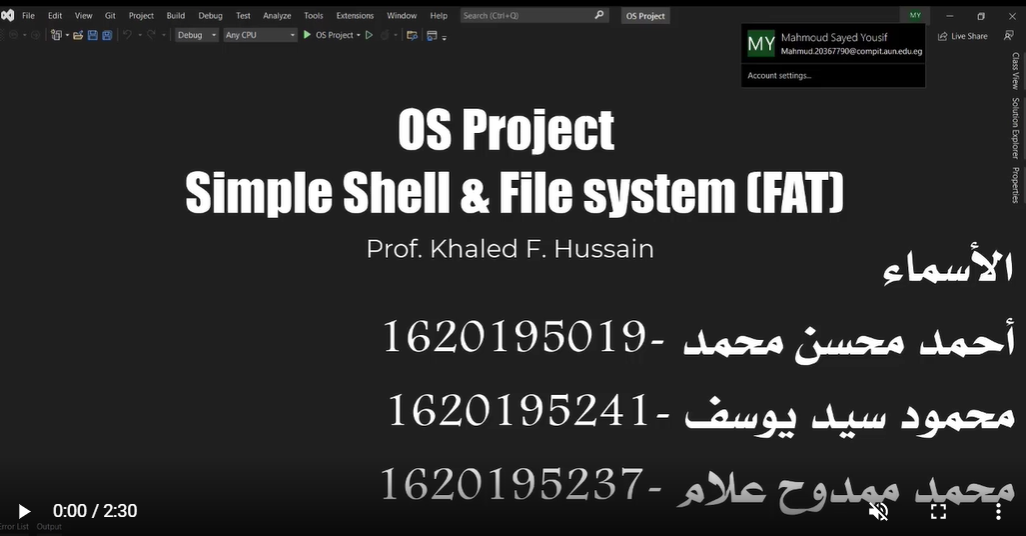 File Edit View Git Project Build Debug Test Analyze Tools Extensions Window Help Search (Ctrl+Q) OS Project MY
Debug Any CPU OS Project Live Share
MY Mahmoud Sayed Yousif
Mahmud.20367790@compit.aun.edu.eg
Account settings...
Class View
Solution Explorer
Properties
OS Project
Simple Shell & File system (FAT)
Prof. Khaled F. Hussain
الأسماء
أحمد محسن محمد -1620195019
محمود سيد يوسف -1620195241
محمد ممدوح علام -1620195237
0:00 / 2:30
Error List Output